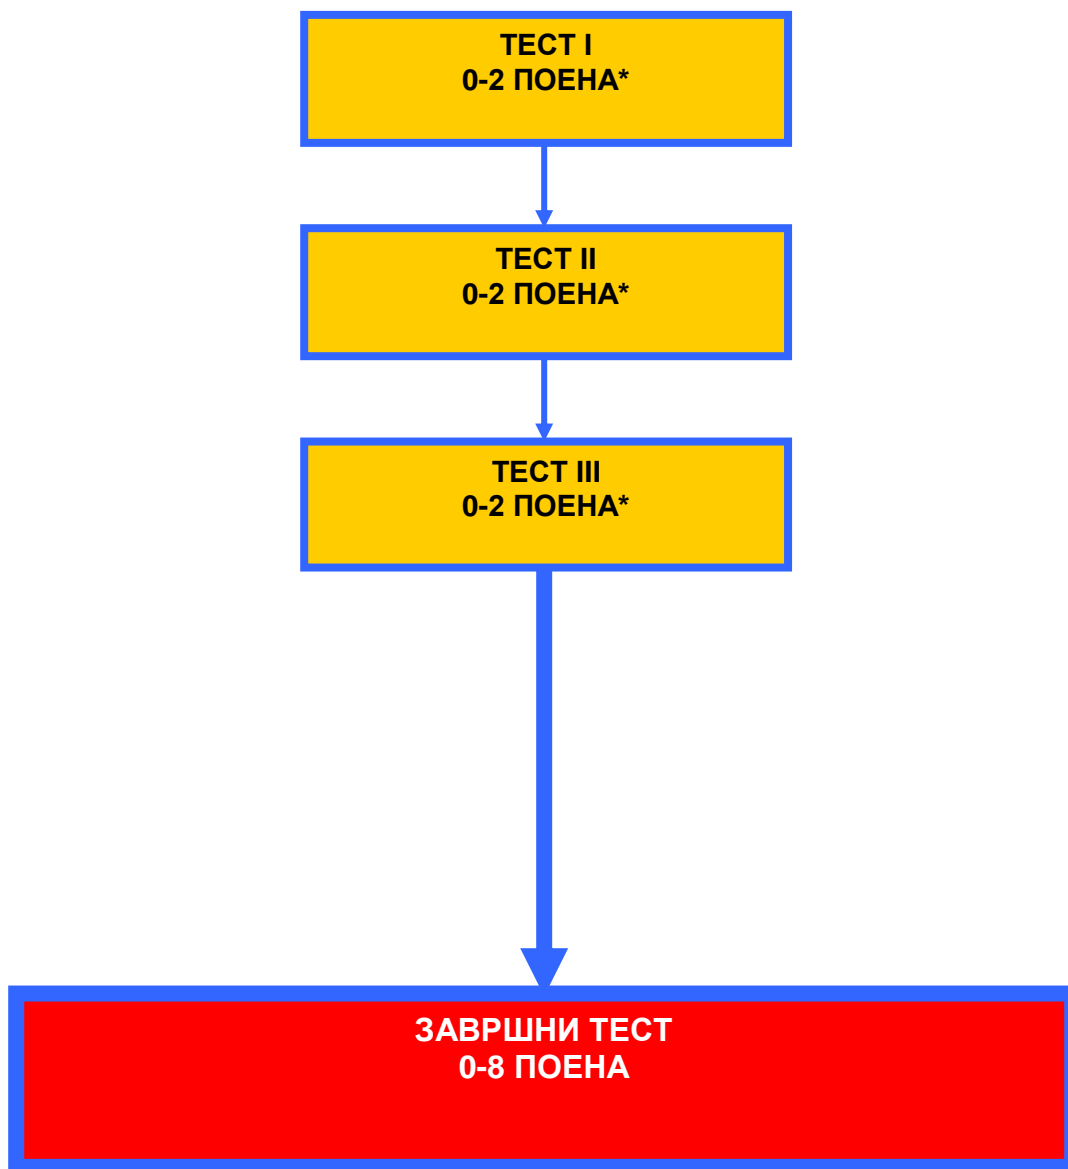 ТЕСТ I
0-2 ПОЕНА*
ТЕСТ II
0-2 ПОЕНА*
ТЕСТ III
0-2 ПОЕНА*
ЗАВРШНИ ТЕСТ
0-8 ПОЕНА